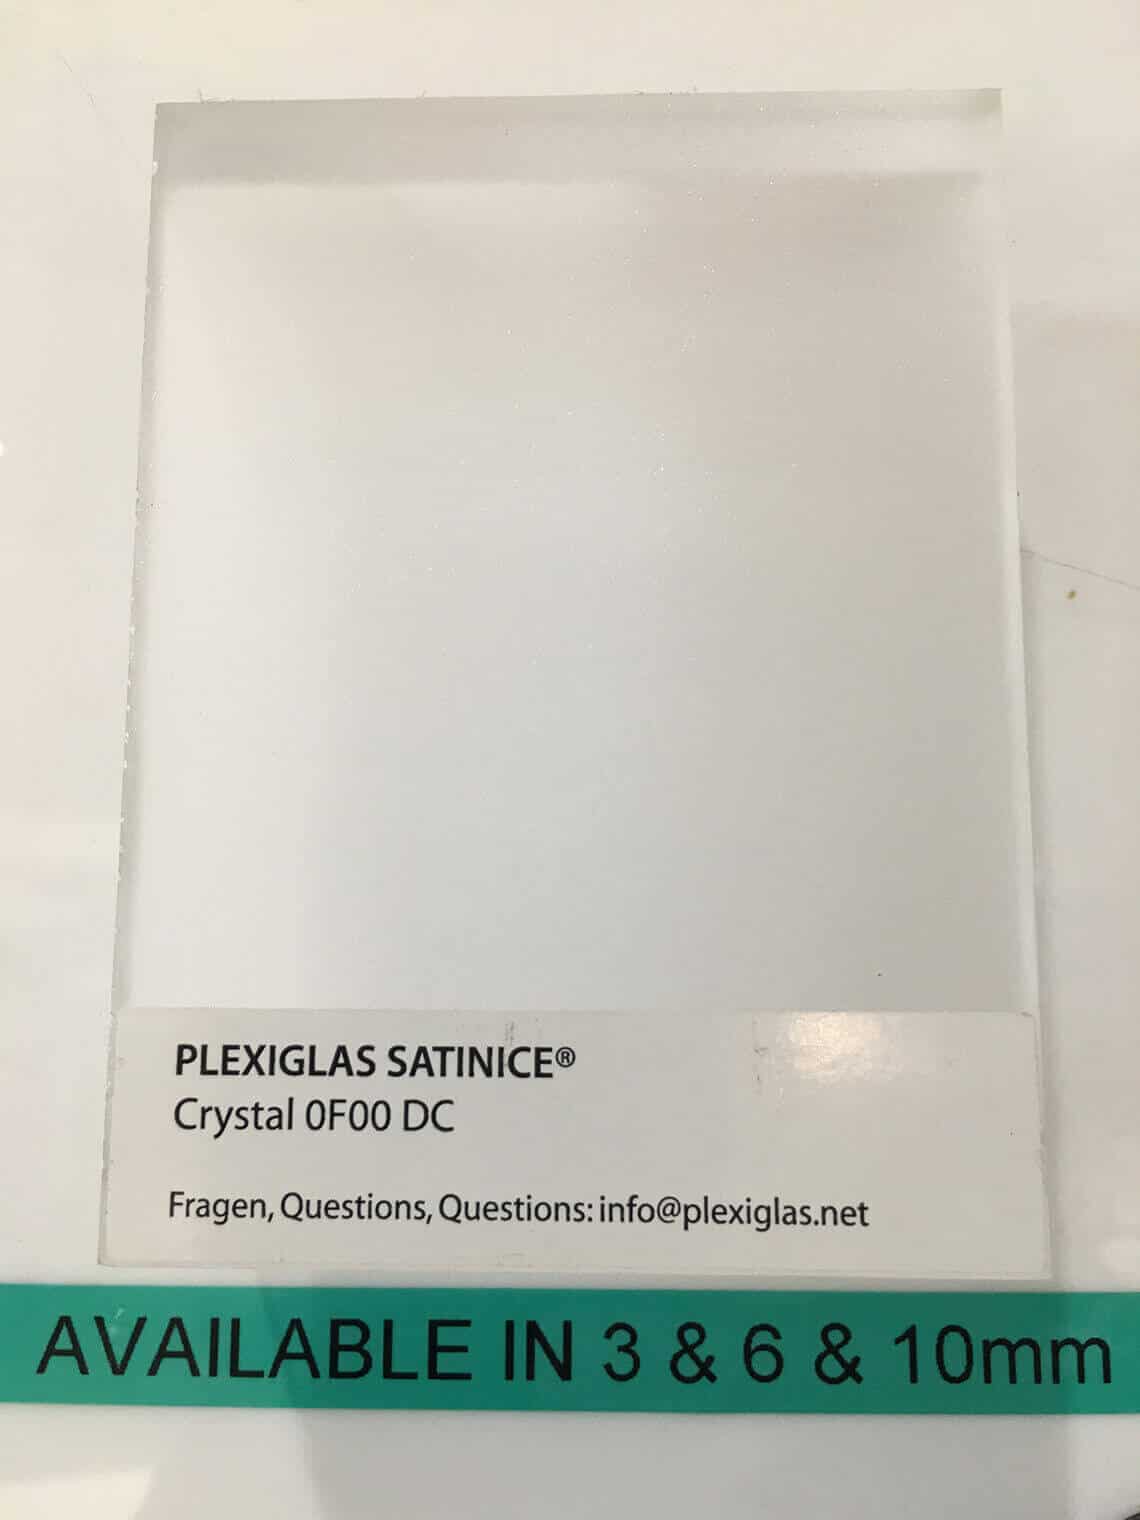 PLEXIGLAS SATINICE®
Crystal 0F00 DC
Fragen, Questions, Questions: info@plexiglas.net
AVAILABLE IN 3 & 6 & 10mm